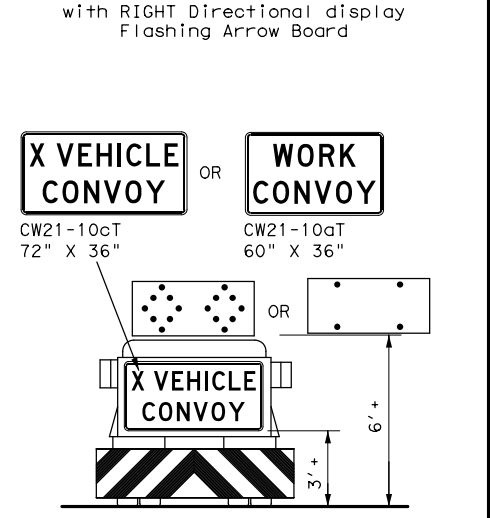 with RIGHT Directional display
Flashing Arrow Board
X VEHICLE
CONVOY
OR
WORK
CONVOY
CW21-10cT
72" X 36"
CW21-10aT
60" X 36"
OR
X VEHICLE
CONVOY
3' +
6' +